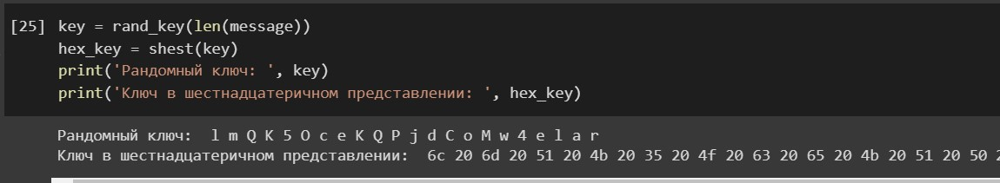 [25] key = rand_key(len(message))
hex_key = shest(key)
print('Рандомный ключ: ', key)
print('Ключ в шестнадцатеричном представлении: ', hex_key)
Рандомный ключ:  l m Q K 5 O c e K Q P j d C o M w 4 e l a r
Ключ в шестнадцатеричном представлении:  6c 20 6d 20 51 20 4b 20 35 20 4f 20 63 20 65 20 4b 20 51 20 50 2